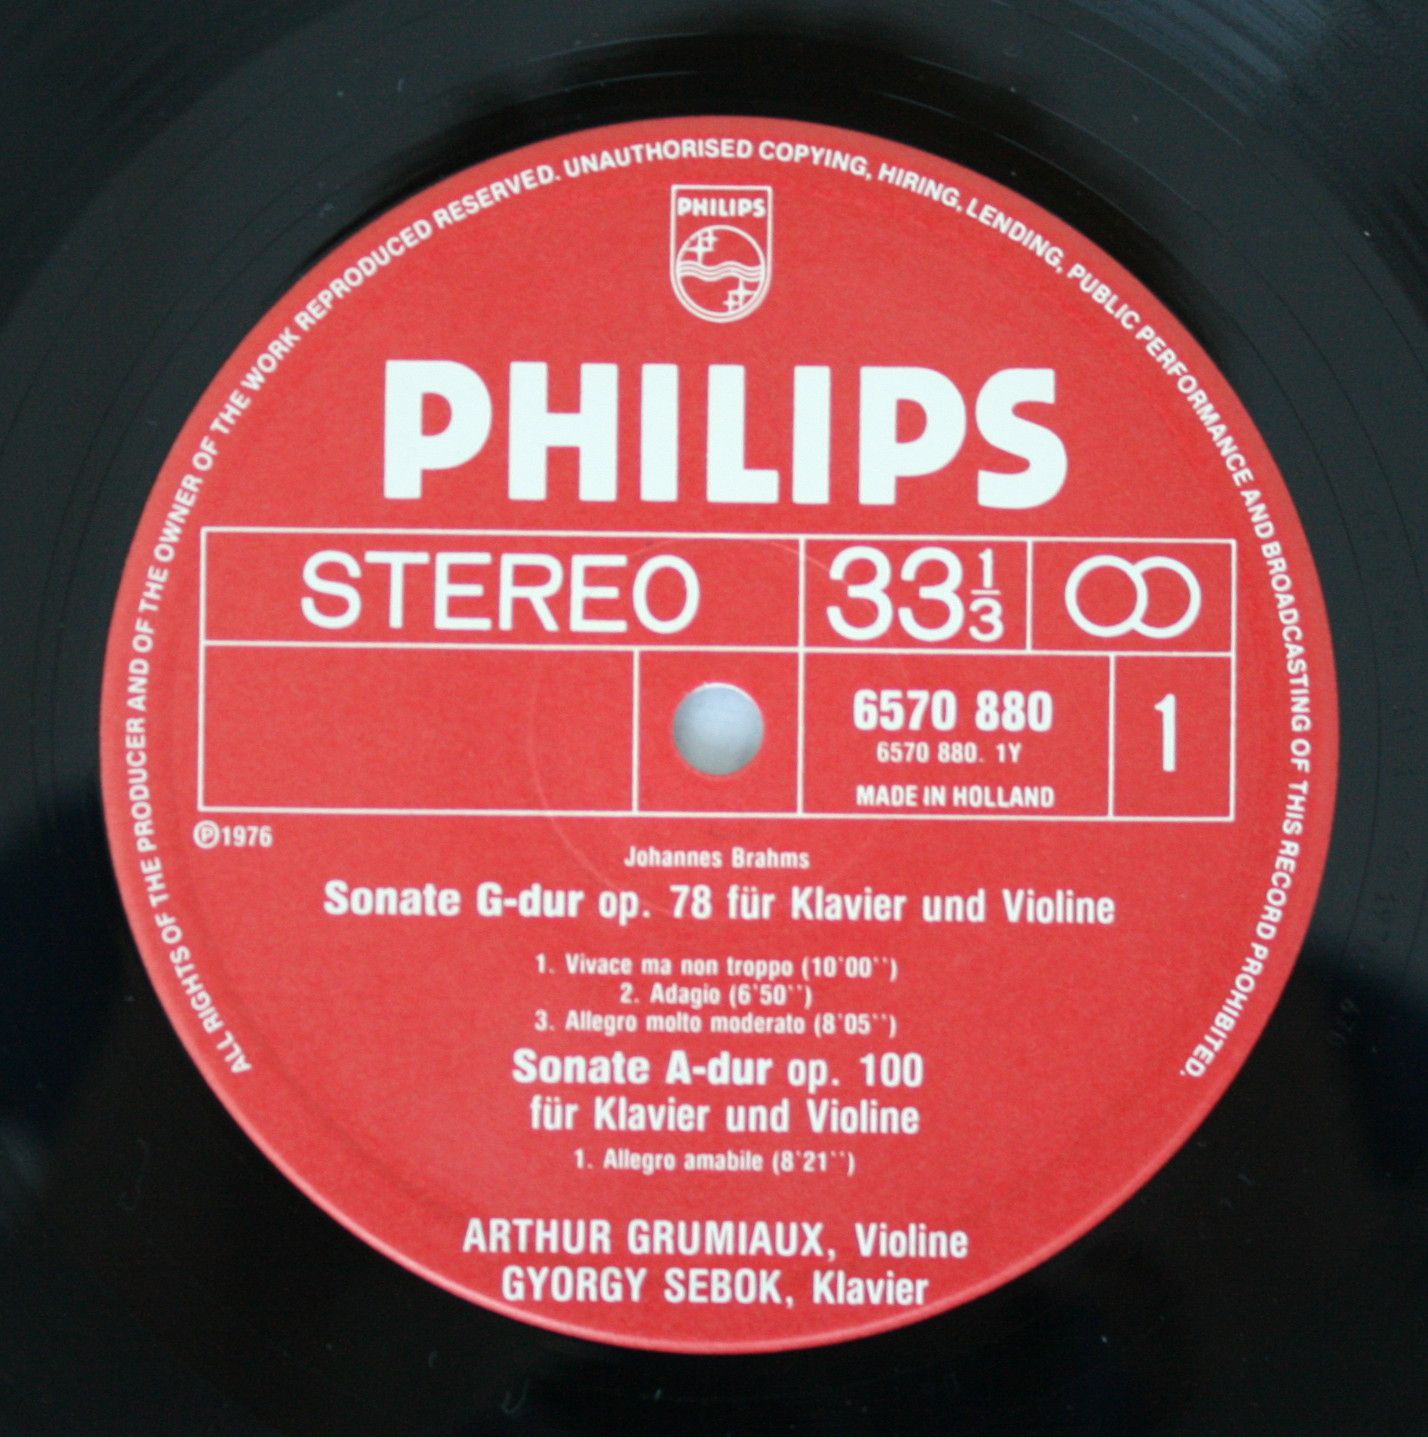 ALL RIGHTS OF THE PRODUCER AND OF THE OWNER OF THE WORK REPRODUCED RESERVED. UNAUTHORISED COPYING, HIRING, LENDING, PUBLIC PERFORMANCE AND BROADCASTING OF THIS RECORD PROHIBITED.
PHILIPS
PHILIPS
STEREO 33 1/3
6570 880 1
6570 880. 1Y
MADE IN HOLLAND
Ⓟ1976
Johannes Brahms
Sonate G-dur op. 78 für Klavier und Violine
1. Vivace ma non troppo (10'00'')
2. Adagio (6'50'')
3. Allegro molto moderato (8'05'')
Sonate A-dur op. 100
für Klavier und Violine
1. Allegro amabile (8'21'')
ARTHUR GRUMIAUX, Violine
GYORGY SEBOK, Klavier